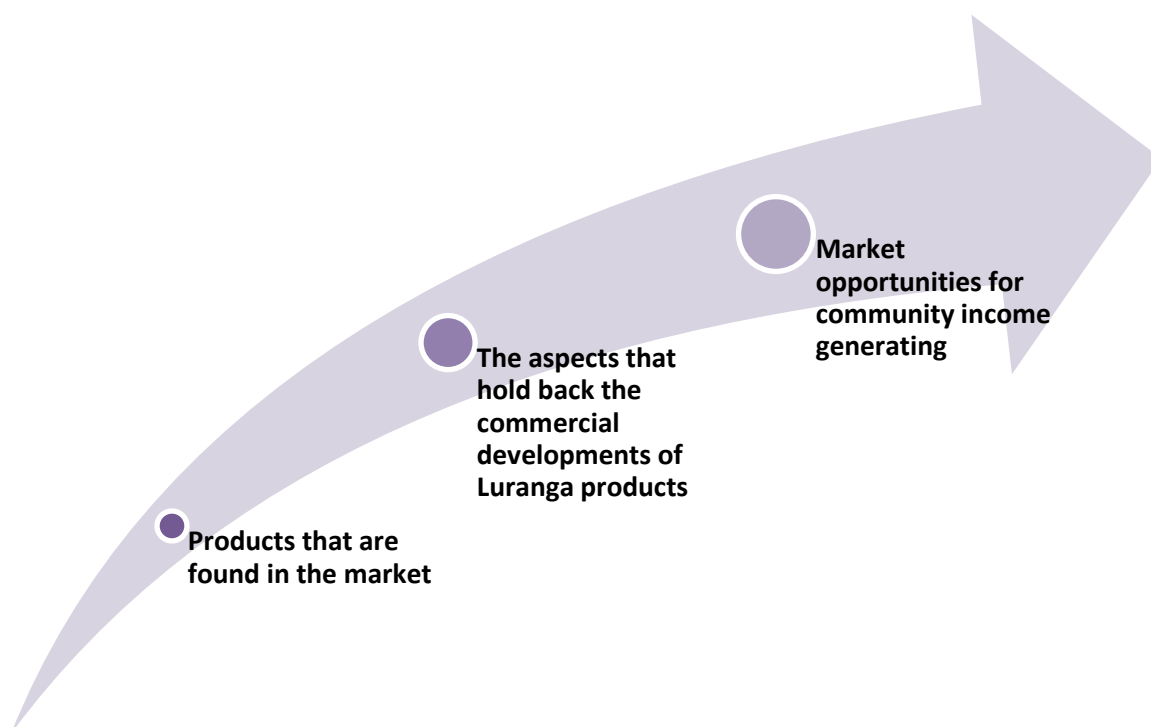 Market
opportunities for
community income
generating
The aspects that
hold back the
commercial
developments of
Luranga products
Products that are
found in the market